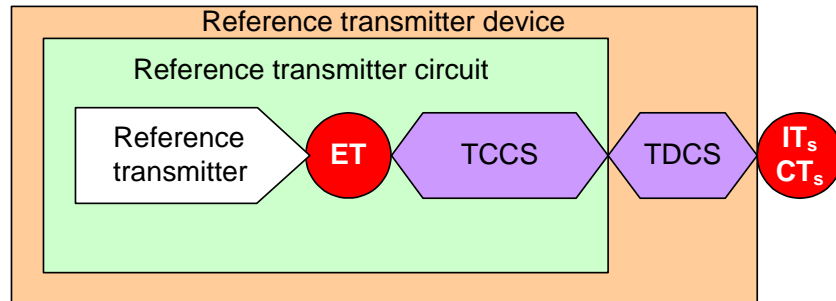 Reference transmitter device
Reference transmitter circuit
Reference
transmitter
ET
TCCS
TDCS
ITs
CTs